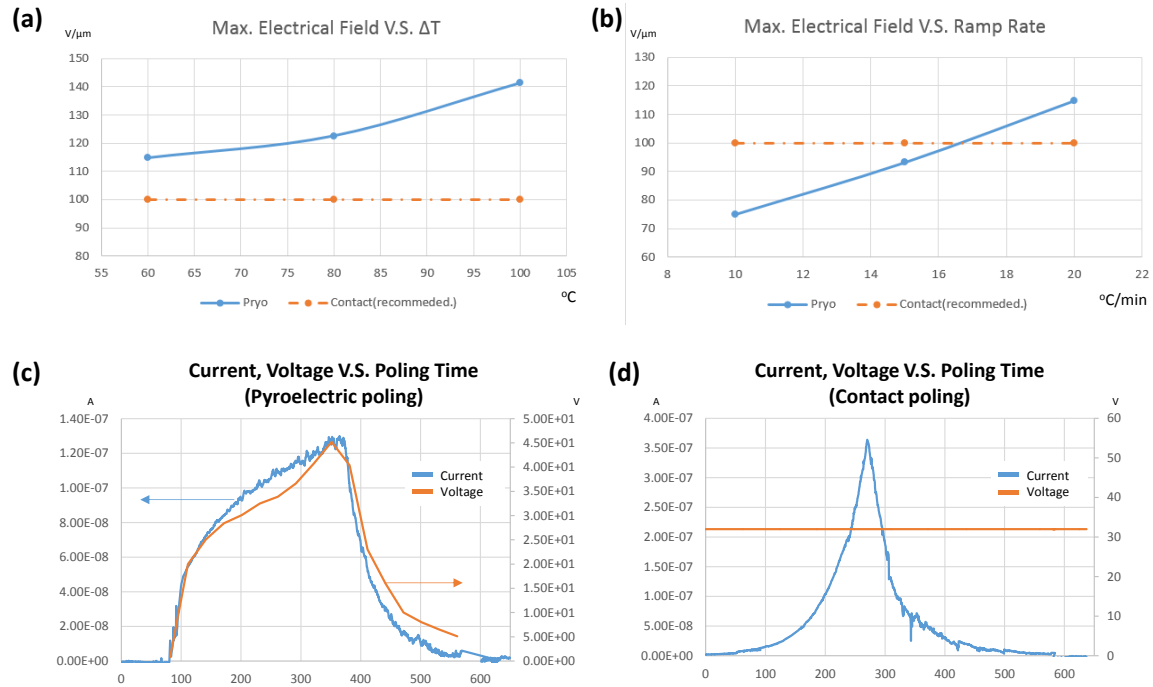 (a)
Max. Electrical Field V.S. ΔT
V/μm
150
140
130
120
110
100
90
80
55 60 65 70 75 80 85 90 95 100 105
Pryo Contact(recommeded.)
°C
(b)
Max. Electrical Field V.S. Ramp Rate
V/μm
130
120
110
100
90
80
70
60
8 10 12 14 16 18 20 22
Pryo Contact(recommeded.)
°C/min
(c)
Current, Voltage V.S. Poling Time
(Pyroelectric poling)
A V
1.40E-07
1.20E-07
1.00E-07
8.00E-08
6.00E-08
4.00E-08
2.00E-08
0.00E+00
5.00E+01
4.50E+01
4.00E+01
3.50E+01
3.00E+01
2.50E+01
2.00E+01
1.50E+01
1.00E+01
5.00E+00
0.00E+00
Current
Voltage
0 100 200 300 400 500 600
(d)
Current, Voltage V.S. Poling Time
(Contact poling)
A V
4.00E-07
3.50E-07
3.00E-07
2.50E-07
2.00E-07
1.50E-07
1.00E-07
5.00E-08
0.00E+00
60
50
40
30
20
10
0
Current
Voltage
0 100 200 300 400 500 600